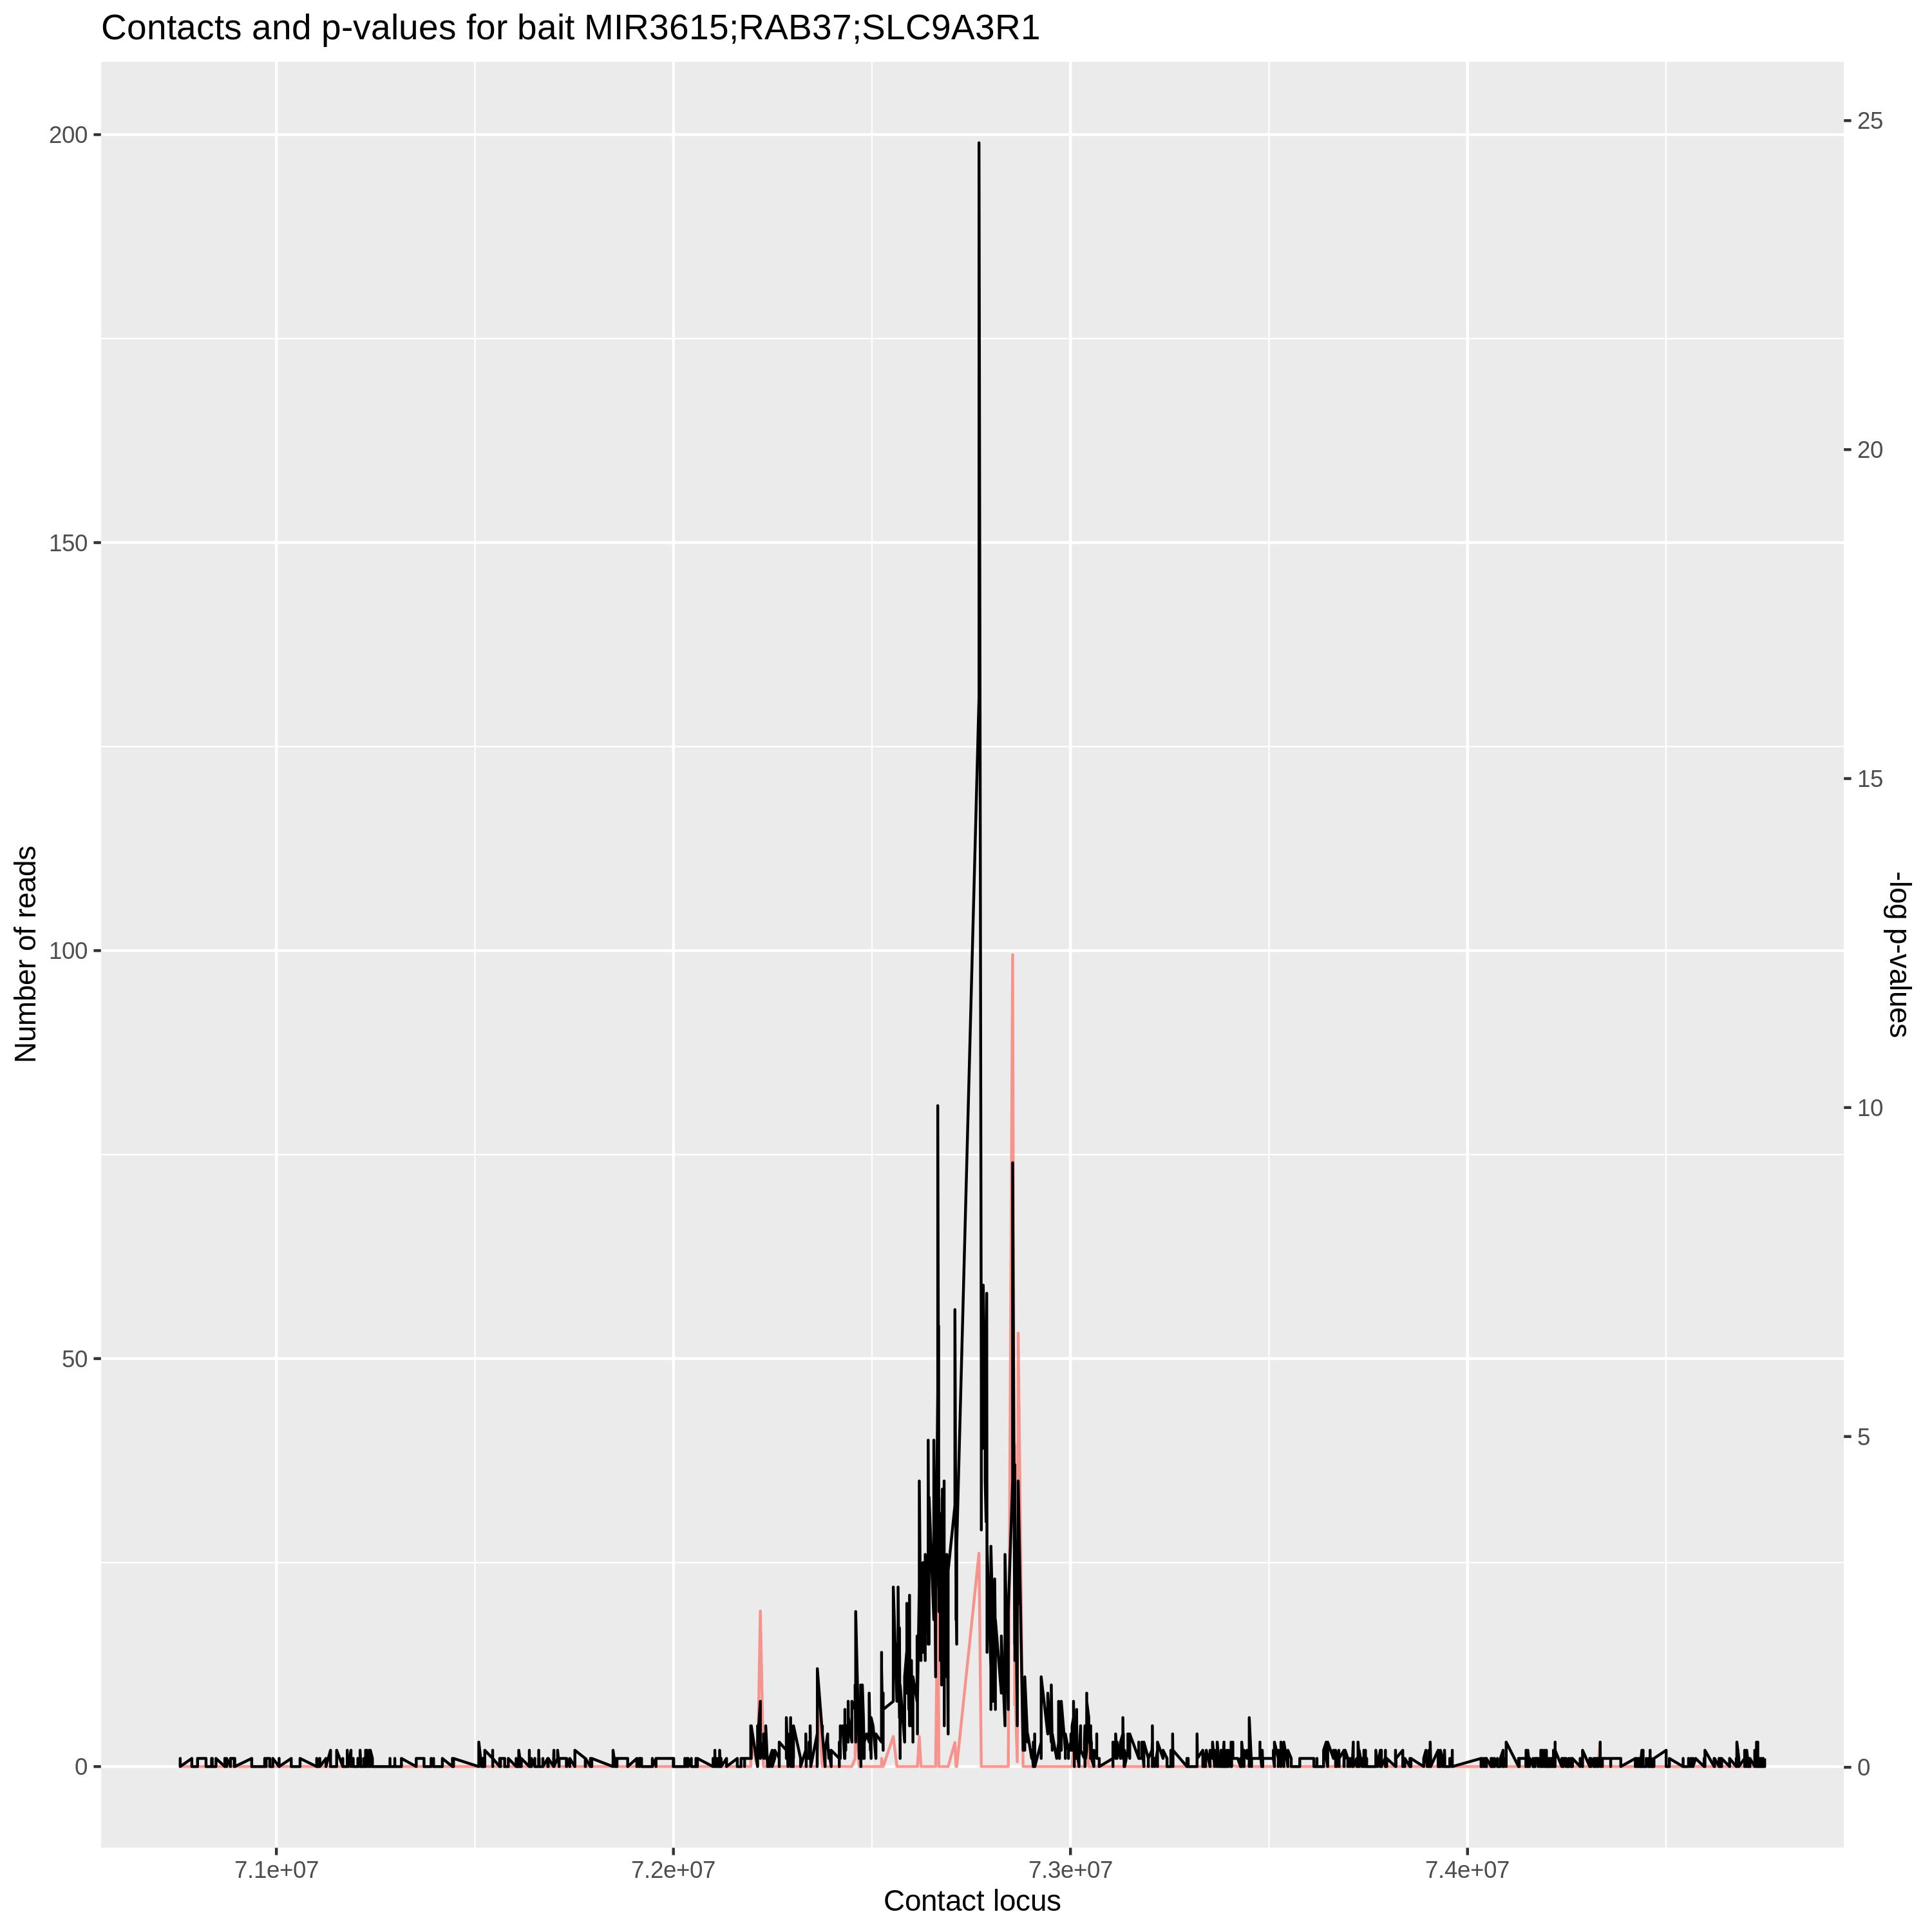 Contacts and p-values for bait MIR3615;RAB37;SLC9A3R1
Number of reads
200
150
100
50
0
25
20
15
10
5
0
-log p-values
7.1e+07
7.2e+07
7.3e+07
7.4e+07
Contact locus